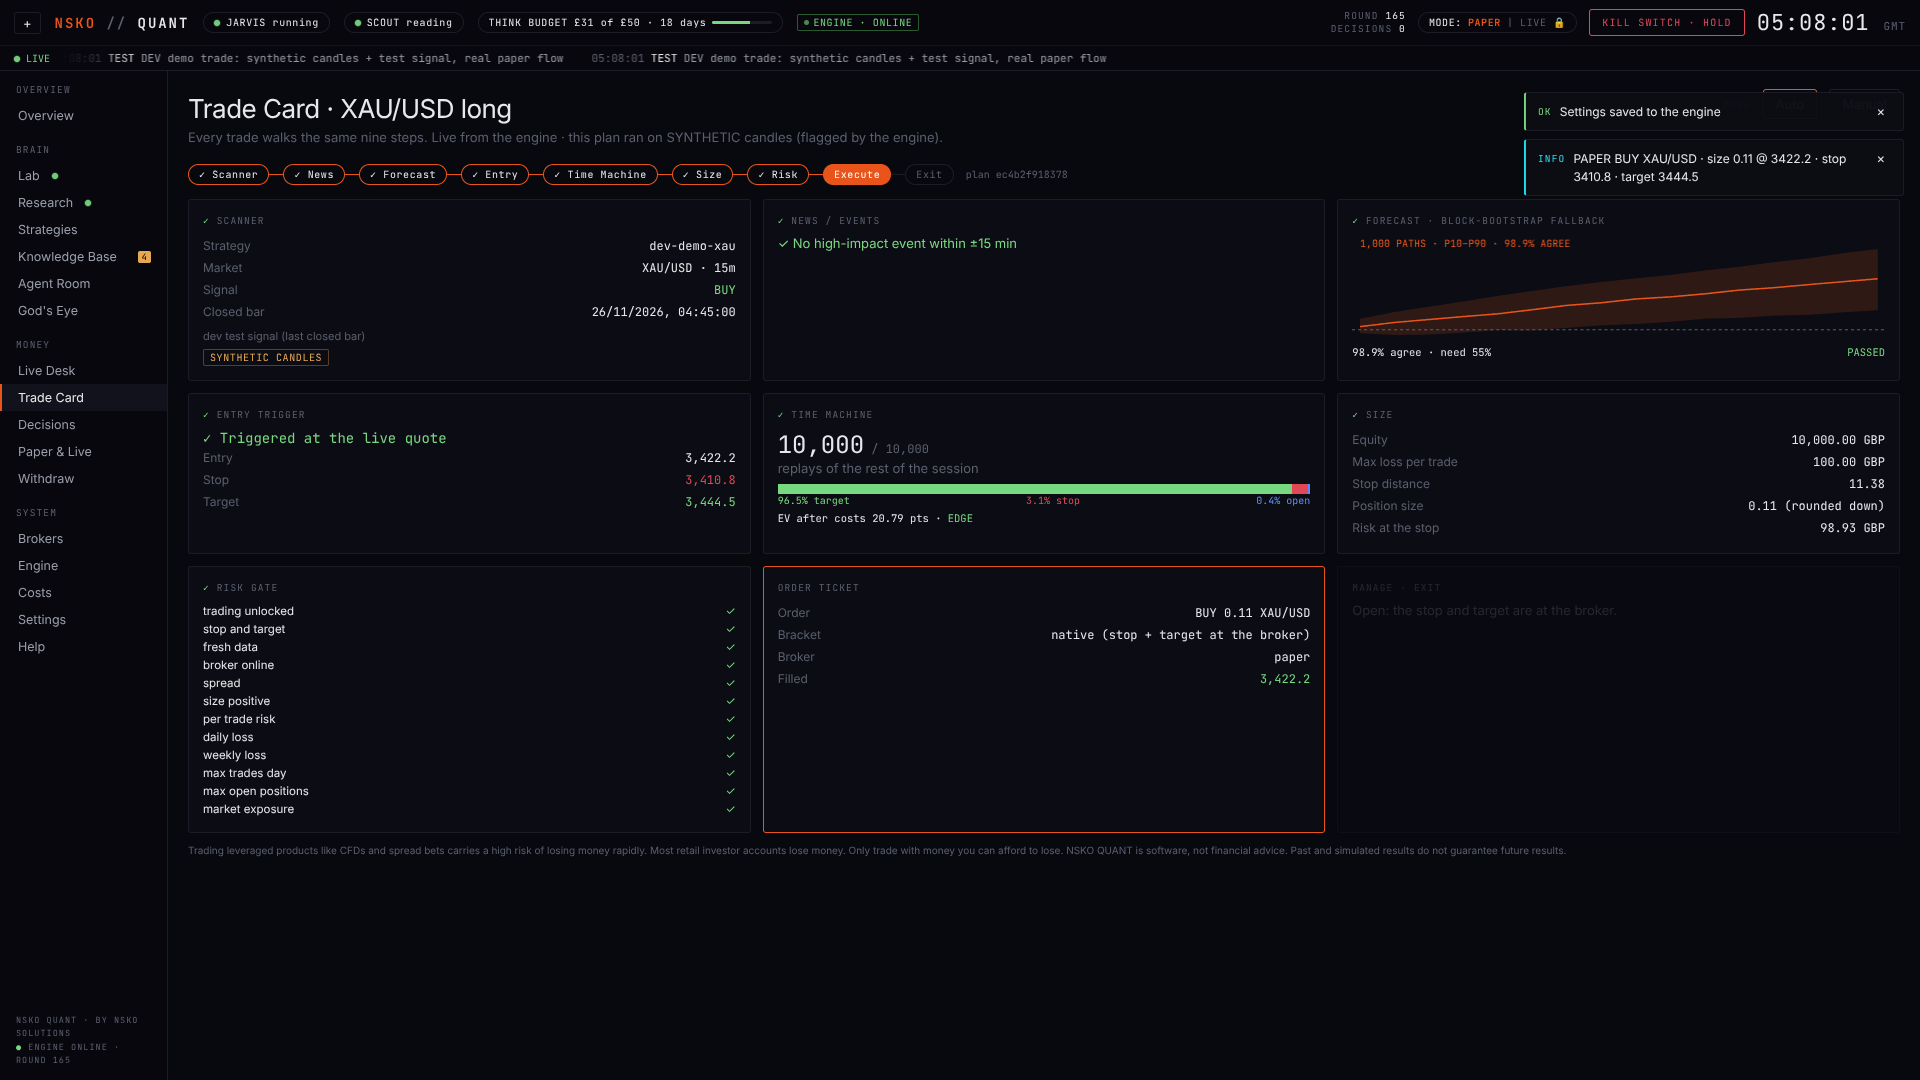 + NSKO // QUANT JARVIS running SCOUT reading THINK BUDGET £31 of £50 · 18 days ENGINE · ONLINE ROUND 165 DECISIONS 0 MODE: PAPER | LIVE KILL SWITCH · HOLD 05:08:01 GMT
LIVE 08:01 TEST DEV demo trade: synthetic candles + test signal, real paper flow 05:08:01 TEST DEV demo trade: synthetic candles + test signal, real paper flow
OVERVIEW
Overview
BRAIN
Lab
Research
Strategies
Knowledge Base 4
Agent Room
God's Eye
MONEY
Live Desk
Trade Card
Decisions
Paper & Live
Withdraw
SYSTEM
Brokers
Engine
Costs
Settings
Help
NSKO QUANT · BY NSKO
SOLUTIONS
ENGINE ONLINE ·
ROUND 165
Trade Card · XAU/USD long
Every trade walks the same nine steps. Live from the engine · this plan ran on SYNTHETIC candles (flagged by the engine).
Auto
OK Settings saved to the engine ×
INFO PAPER BUY XAU/USD · size 0.11 @ 3422.2 · stop ×
3410.8 · target 3444.5
✓ Scanner ✓ News ✓ Forecast ✓ Entry ✓ Time Machine ✓ Size ✓ Risk Execute Exit plan ec4b2f918378
✓ SCANNER
Strategy dev-demo-xau
Market XAU/USD · 15m
Signal BUY
Closed bar 26/11/2026, 04:45:00
dev test signal (last closed bar)
SYNTHETIC CANDLES
✓ NEWS / EVENTS
✓ No high-impact event within ±15 min
✓ FORECAST · BLOCK-BOOTSTRAP FALLBACK
1,000 PATHS · P10–P90 · 98.9% AGREE
98.9% agree · need 55% PASSED
✓ ENTRY TRIGGER
✓ Triggered at the live quote
Entry 3,422.2
Stop 3,410.8
Target 3,444.5
✓ TIME MACHINE
10,000 / 10,000
replays of the rest of the session
96.5% target 3.1% stop 0.4% open
EV after costs 20.79 pts · EDGE
✓ SIZE
Equity 10,000.00 GBP
Max loss per trade 100.00 GBP
Stop distance 11.38
Position size 0.11 (rounded down)
Risk at the stop 98.93 GBP
✓ RISK GATE
trading unlocked ✓
stop and target ✓
fresh data ✓
broker online ✓
spread ✓
size positive ✓
per trade risk ✓
daily loss ✓
weekly loss ✓
max trades day ✓
max open positions ✓
market exposure ✓
ORDER TICKET
Order BUY 0.11 XAU/USD
Bracket native (stop + target at the broker)
Broker paper
Filled 3,422.2
MANAGE · EXIT
Open: the stop and target are at the broker.
Trading leveraged products like CFDs and spread bets carries a high risk of losing money rapidly. Most retail investor accounts lose money. Only trade with money you can afford to lose. NSKO QUANT is software, not financial advice. Past and simulated results do not guarantee future results.